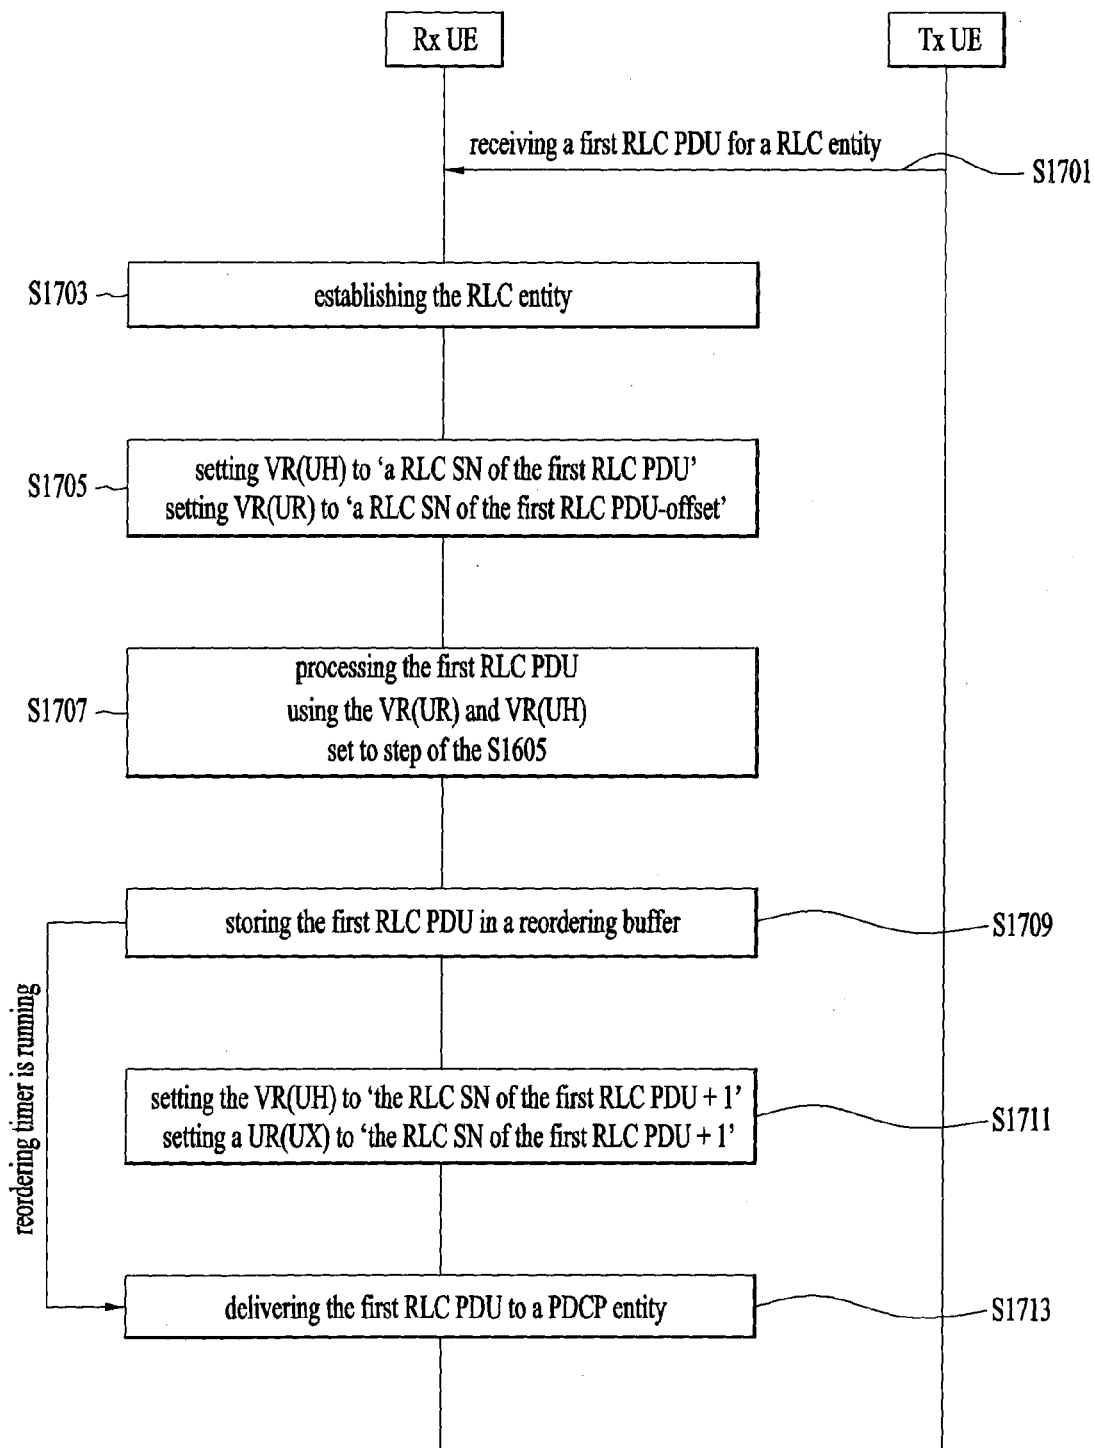 Rx UE
Tx UE
receiving a first RLC PDU for a RLC entity
S1701
S1703
establishing the RLC entity
S1705
setting VR(UH) to ‘a RLC SN of the first RLC PDU’
setting VR(UR) to ‘a RLC SN of the first RLC PDU-offset’
S1707
processing the first RLC PDU
using the VR(UR) and VR(UH)
set to step of the S1605
storing the first RLC PDU in a reordering buffer
S1709
reordering timer is running
setting the VR(UH) to ‘the RLC SN of the first RLC PDU + 1’
setting a UR(UX) to ‘the RLC SN of the first RLC PDU + 1’
S1711
delivering the first RLC PDU to a PDCP entity
S1713